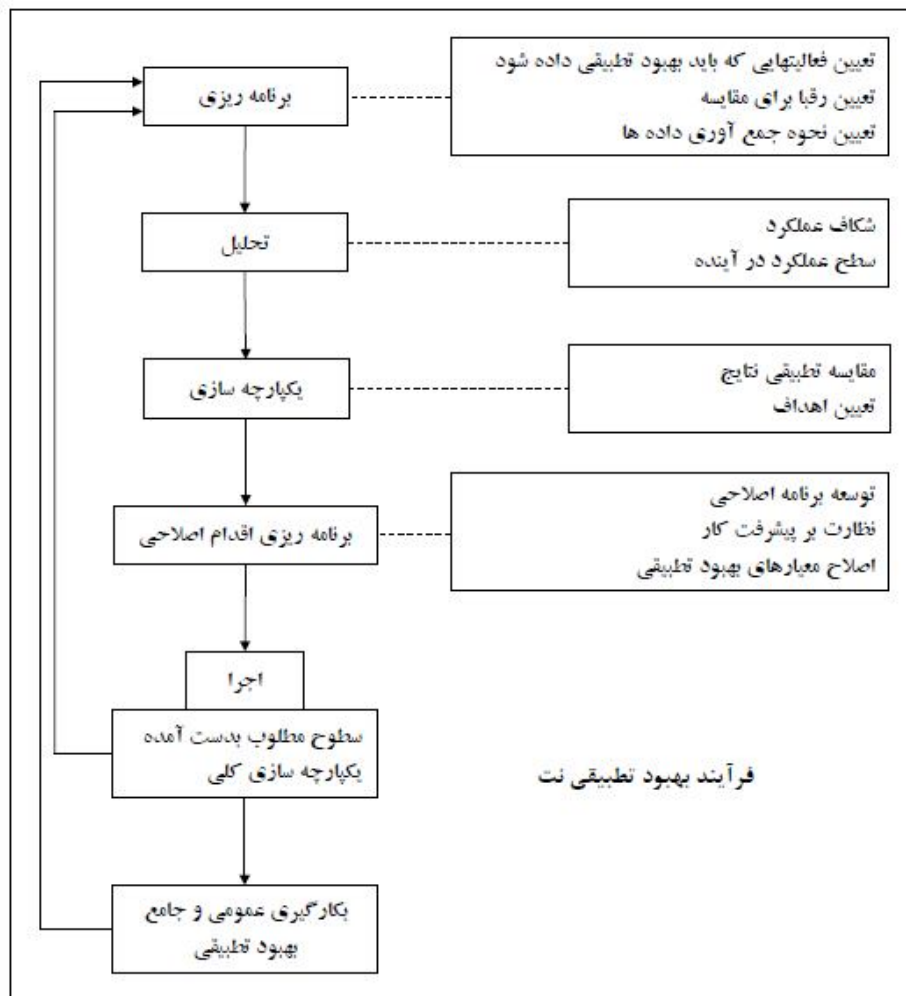 برنامه ریزی
تعیین فعالیتهایی که باید بهبود تطبیقی داده شود
تعیین رقبا برای مقایسه
تعیین نحوه جمع آوری داده ها
تحلیل
شکاف عملکرد
سطح عملکرد در آینده
یکپارچه سازی
مقایسه تطبیقی نتایج
تعیین اهداف
برنامه ریزی اقدام اصلاحی
توسعه برنامه اصلاحی
نظارت بر پیشرفت کار
اصلاح معیارهای بهبود تطبیقی
اجرا
سطوح مطلوب بدست آمده
یکپارچه سازی کلی
فرآیند بهبود تطبیقی نت
بکارگیری عمومی و جامع
بهبود تطبیقی